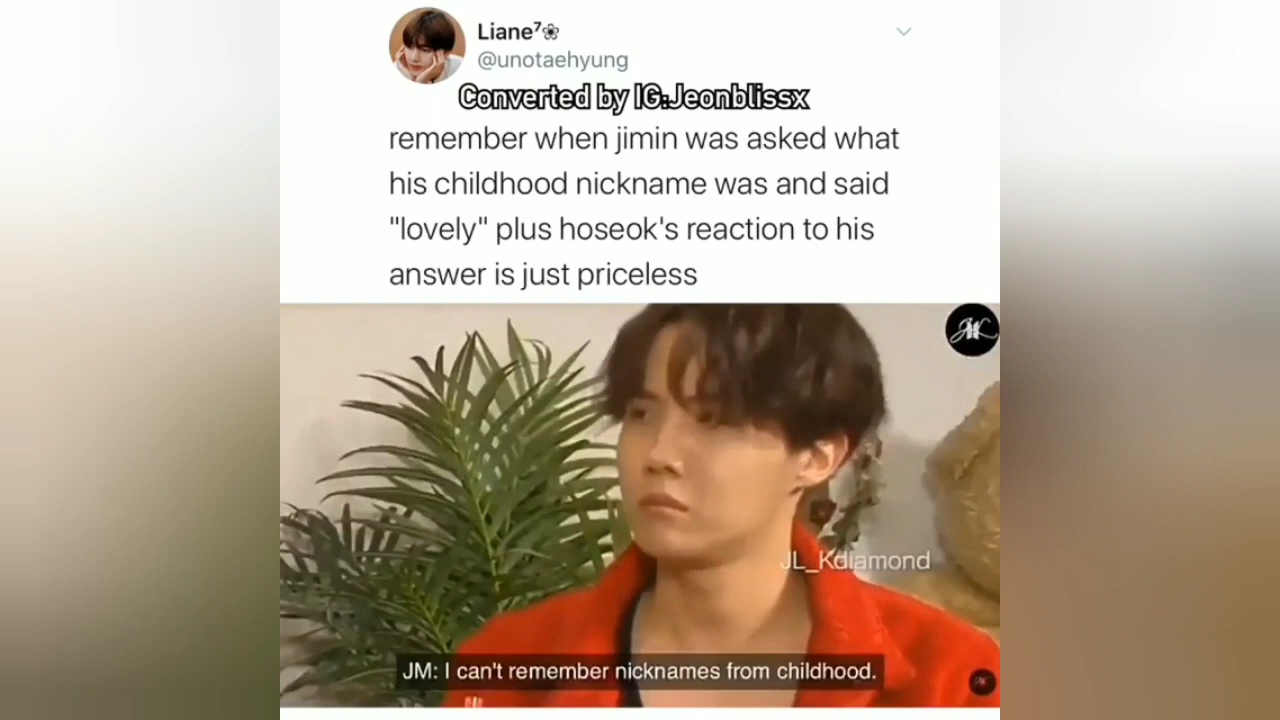 Liane⁷❀
@unotaehyung
Converted by IG:Jeonblissx
remember when jimin was asked what
his childhood nickname was and said
"lovely" plus hoseok's reaction to his
answer is just priceless
JK
JL_Kdiamond
JM: I can't remember nicknames from childhood.